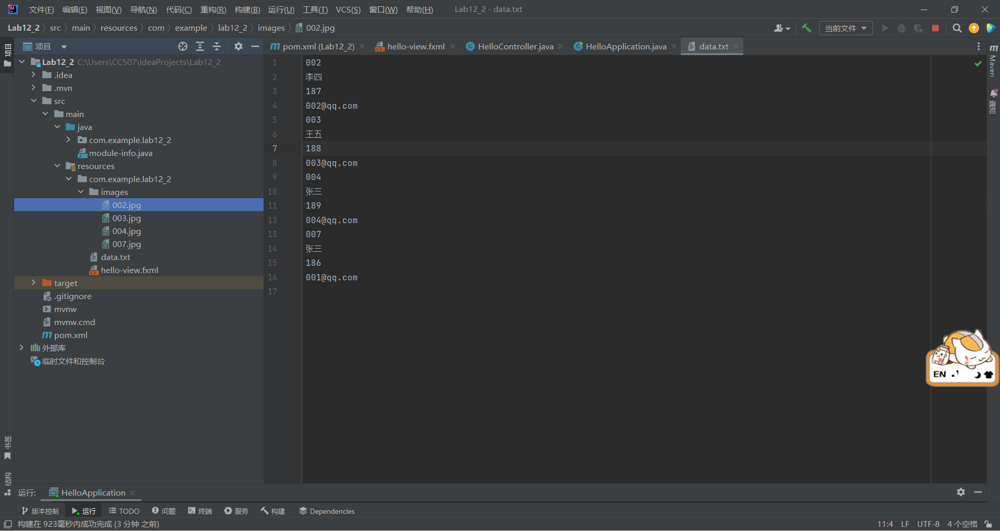 文件(F) 编辑(E) 视图(V) 导航(N) 代码(C) 重构(R) 构建(B) 运行(U) 工具(T) VCS(S) 窗口(W) 帮助(H) Lab12_2 - data.txt
Lab12_2 src main resources com example lab12_2 images 002.jpg 当前文件
项目 项目 pom.xml (Lab12_2) hello-view.fxml HelloController.java HelloApplication.java data.txt
Lab12_2 C:\Users\CC507\IdeaProjects\Lab12_2
.idea
.mvn
src
main
java
com.example.lab12_2
module-info.java
resources
com.example.lab12_2
images
002.jpg
003.jpg
004.jpg
007.jpg
data.txt
hello-view.fxml
target
.gitignore
mvnw
mvnw.cmd
pom.xml
外部库
临时文件和控制台
1 002
2 李四
3 187
4 002@qq.com
5 003
6 王五
7 188
8 003@qq.com
9 004
10 张三
11 189
12 004@qq.com
13 007
14 张三
15 186
16 001@qq.com
17
Maven
通知
EN
书签
结构
运行: HelloApplication
版本控制 运行 TODO 问题 终端 服务 构建 Dependencies
构建在 923毫秒内成功完成 (3 分钟 之前) 11:4 LF UTF-8 4 个空格